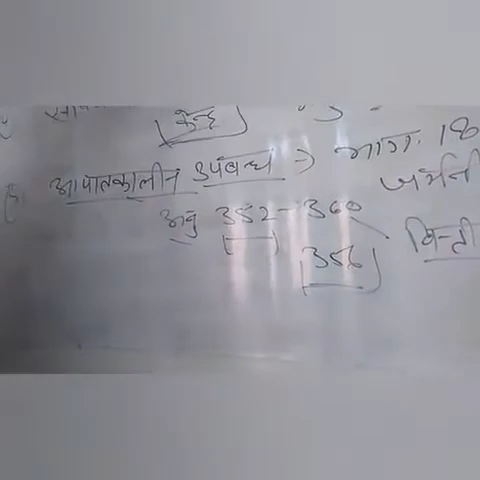 केन्द्र
आपातकालीन उपबन्ध → भाग 18
जर्मनी
अनु 352 - 360
356